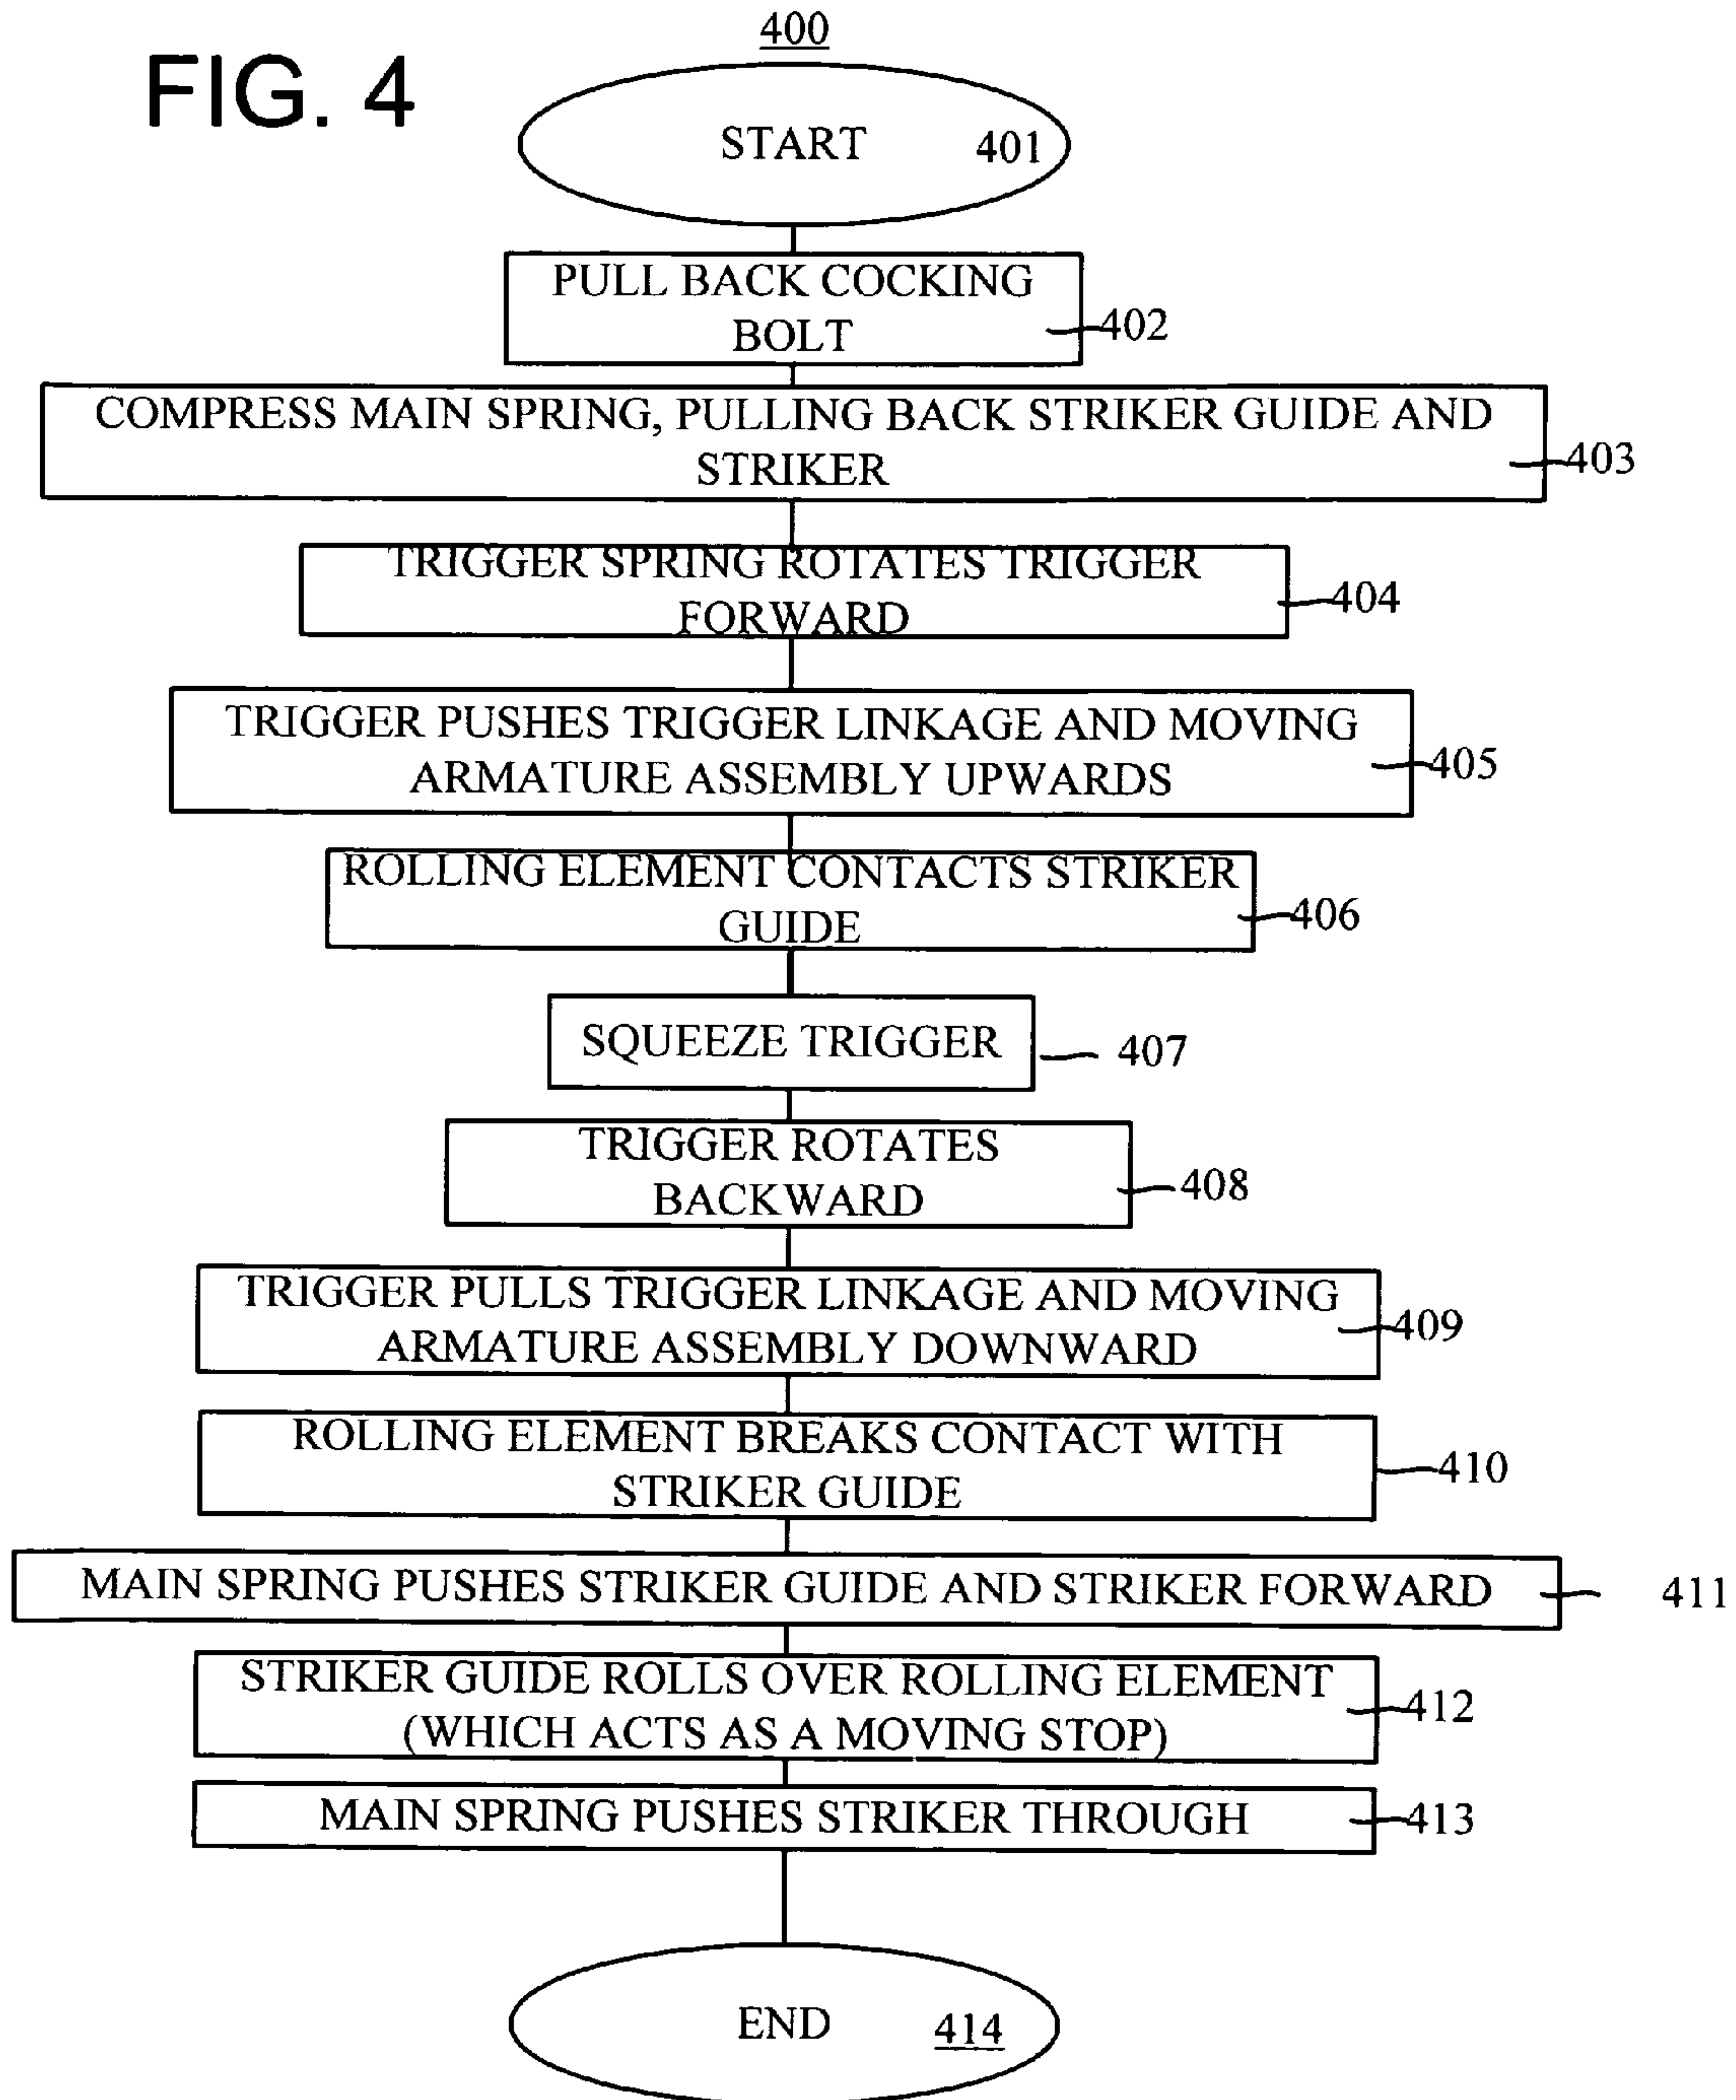 400
FIG. 4
START 401
PULL BACK COCKING
BOLT
402
COMPRESS MAIN SPRING, PULLING BACK STRIKER GUIDE AND
STRIKER
403
TRIGGER SPRING ROTATES TRIGGER
FORWARD
404
TRIGGER PUSHES TRIGGER LINKAGE AND MOVING
ARMATURE ASSEMBLY UPWARDS
405
ROLLING ELEMENT CONTACTS STRIKER
GUIDE
406
SQUEEZE TRIGGER
407
TRIGGER ROTATES
BACKWARD
408
TRIGGER PULLS TRIGGER LINKAGE AND MOVING
ARMATURE ASSEMBLY DOWNWARD
409
ROLLING ELEMENT BREAKS CONTACT WITH
STRIKER GUIDE
410
MAIN SPRING PUSHES STRIKER GUIDE AND STRIKER FORWARD
411
STRIKER GUIDE ROLLS OVER ROLLING ELEMENT
(WHICH ACTS AS A MOVING STOP)
412
MAIN SPRING PUSHES STRIKER THROUGH
413
END 414